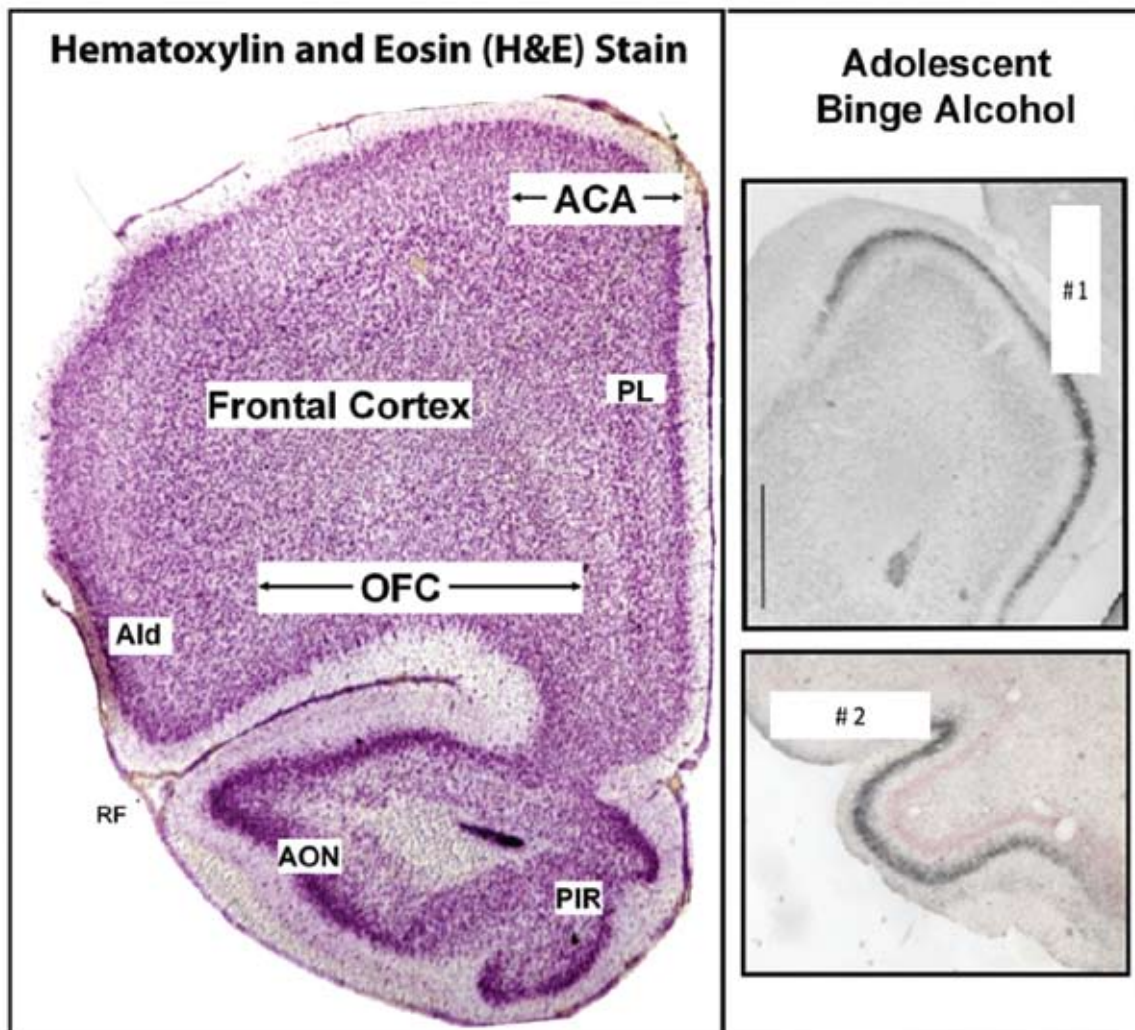 Hematoxylin and Eosin (H&E) Stain
ACA
PL
Frontal Cortex
OFC
AId
RF
AON
PIR
Adolescent
Binge Alcohol
#1
#2